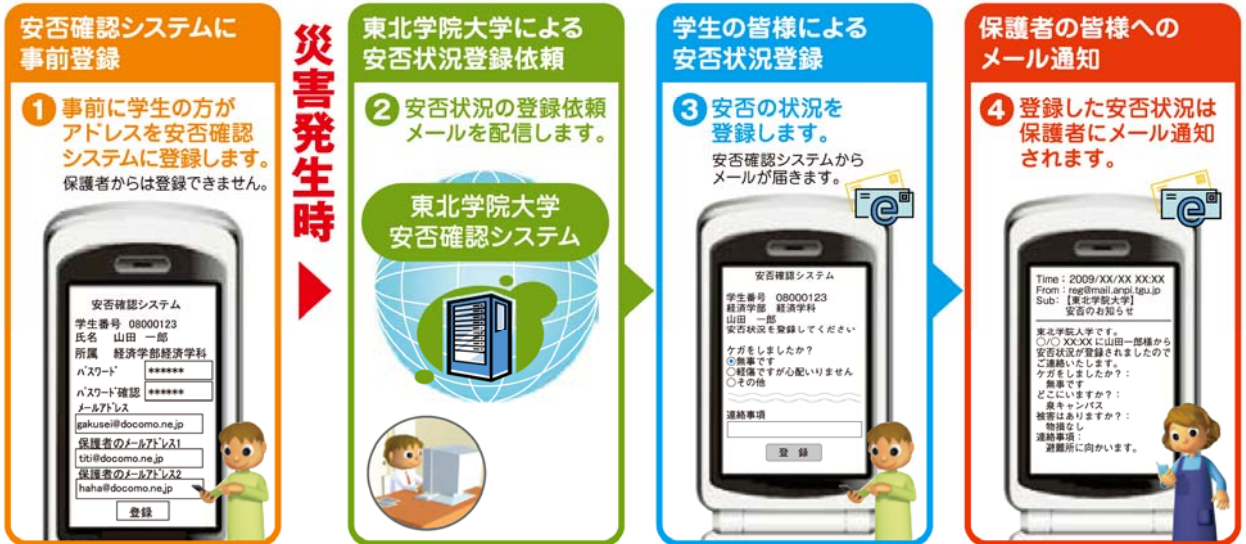 安否確認システムに
事前登録
1 事前に学生の方が
アドレスを安否確認
システムに登録します。
保護者からは登録できません。
安否確認システム
学生番号 08000123
氏名 山田 一郎
所属 経済学部経済学科
パスワード ******
パスワード確認 ******
メールアドレス
gakusei@docomo.ne.jp
保護者のメールアドレス1
titi@docomo.ne.jp
保護者のメールアドレス2
haha@docomo.ne.jp
登録
災害発生時
東北学院大学による
安否状況登録依頼
2 安否状況の登録依頼
メールを配信します。
東北学院大学
安否確認システム
学生の皆様による
安否状況登録
3 安否の状況を
登録します。
安否確認システムから
メールが届きます。
e
安否確認システム
学生番号 08000123
経済学部 経済学科
山田 一郎
安否状況を登録してください
ケガをしましたか?
◉無事です
○軽傷ですが心配いりません
○その他
連絡事項
登 録
保護者の皆様への
メール通知
4 登録した安否状況は
保護者にメール通知
されます。
e
Time:2009/XX/XX XX:XX
From:reg@mail.anpi.tgu.jp
Sub:【東北学院大学】
安否のお知らせ
東北学院大学です。
○/○ XX:XX に山田一郎様から
安否状況が登録されましたので
ご連絡いたします。
ケガをしましたか?:
無事です
どこにいますか?:
泉キャンパス
被害はありますか?:
物損なし
連絡事項:
避難所に向かいます。